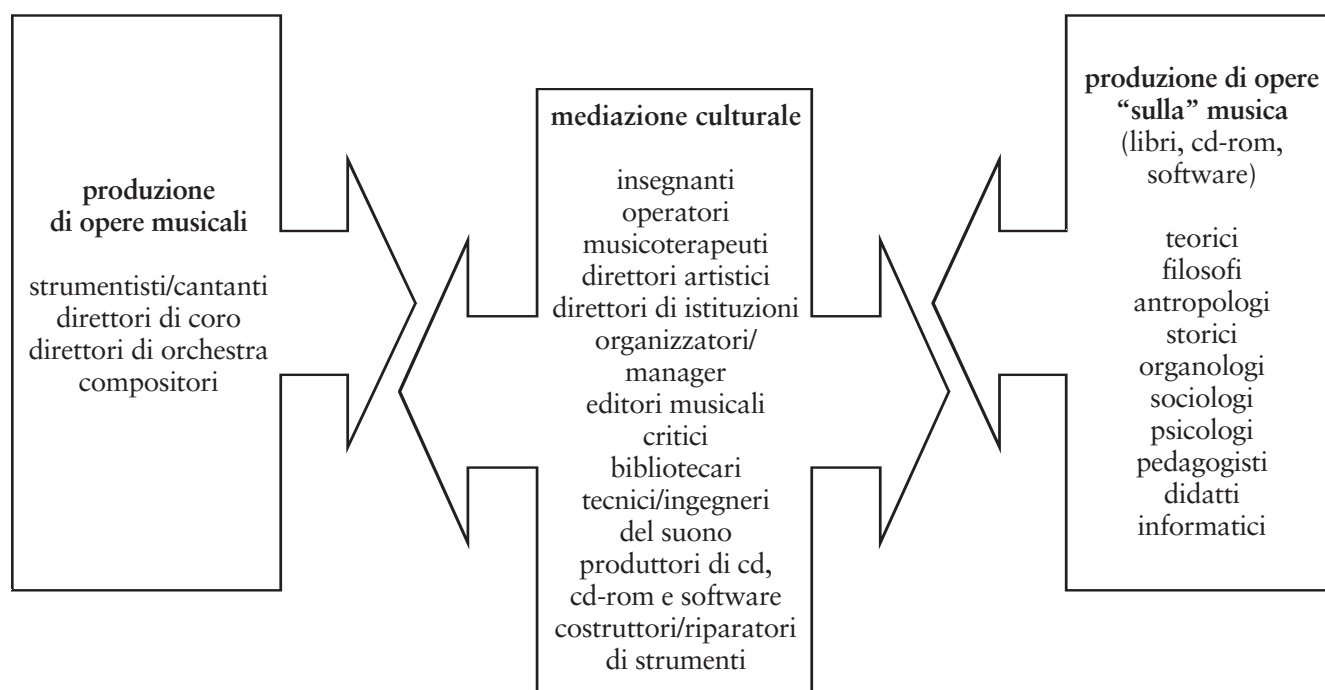 produzione
di opere musicali
strumentisti/cantanti
direttori di coro
direttori di orchestra
compositori
mediazione culturale
insegnanti
operatori
musicoterapeuti
direttori artistici
direttori di istituzioni
organizzatori/
manager
editori musicali
critici
bibliotecari
tecnici/ingegneri
del suono
produttori di cd,
cd-rom e software
costruttori/riparatori
di strumenti
produzione di opere
“sulla” musica
(libri, cd-rom,
software)
teorici
filosofi
antropologi
storici
organologi
sociologi
psicologi
pedagogisti
didatti
informatici